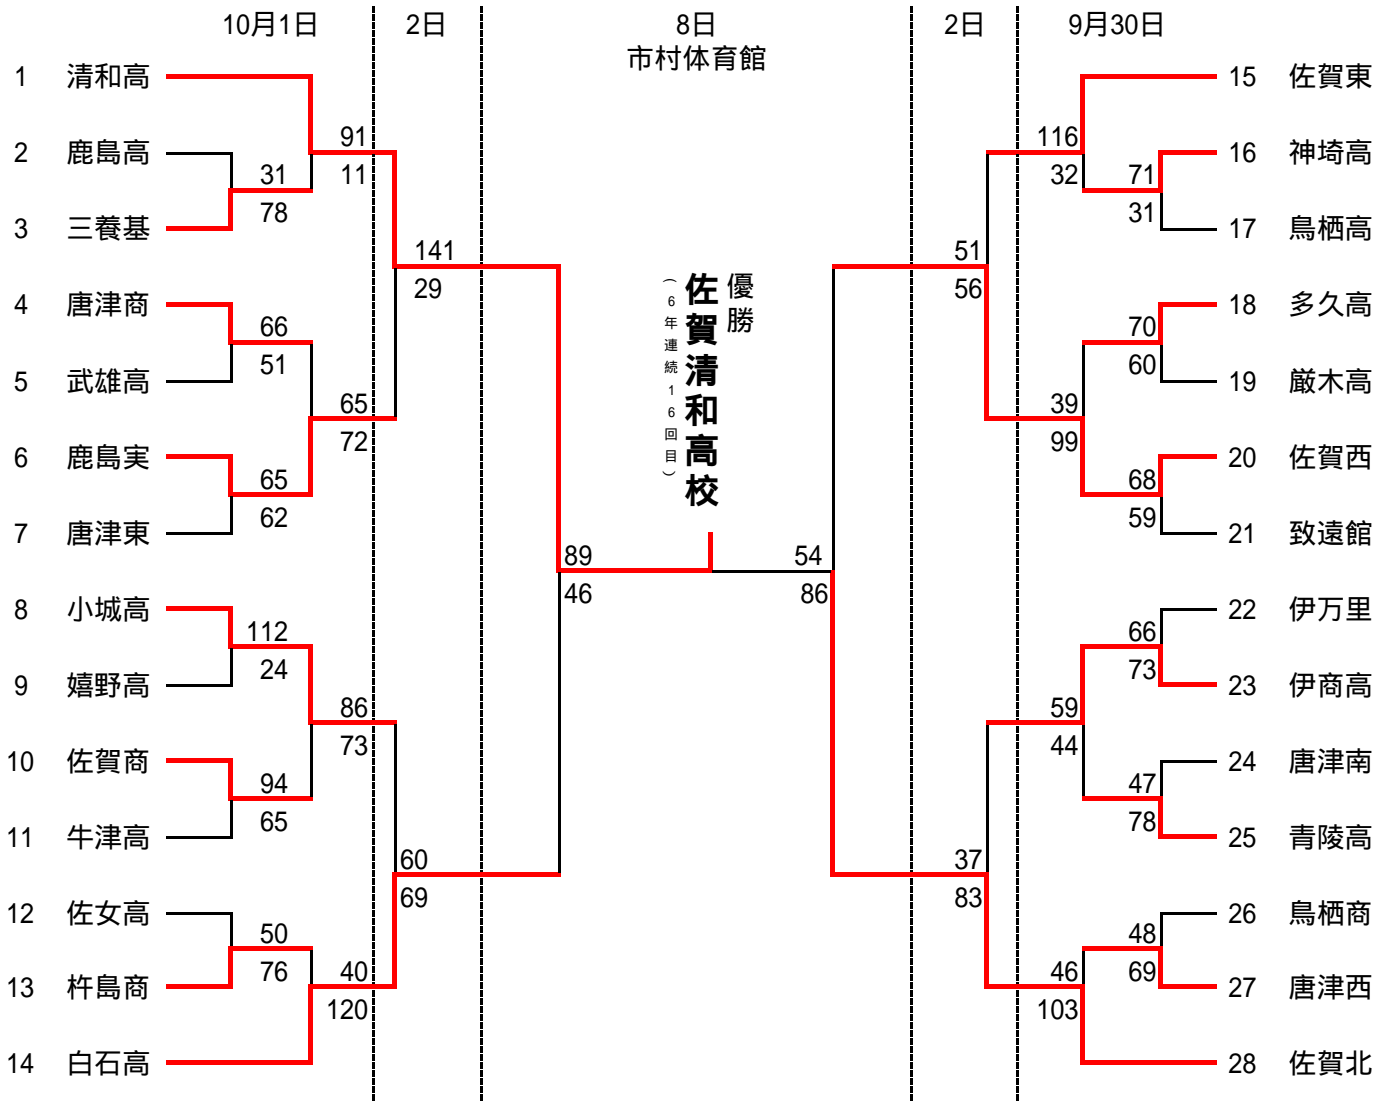 10月1日 2日 8日 2日 9月30日
市村体育館
1 清和高
2 鹿島高
3 三養基
4 唐津商
5 武雄高
6 鹿島実
7 唐津東
8 小城高
9 嬉野高
10 佐賀商
11 牛津高
12 佐女高
13 杵島商
14 白石高
31
78
66
51
65
62
112
24
94
65
50
76
91
11
65
72
86
73
40
120
141
29
60
69
89
46
優勝
佐賀清和高校
(6年連続16回目)
54
86
51
56
37
83
116
32
39
99
59
44
46
103
71
31
70
60
68
59
66
73
47
78
48
69
15 佐賀東
16 神埼高
17 鳥栖高
18 多久高
19 厳木高
20 佐賀西
21 致遠館
22 伊万里
23 伊商高
24 唐津南
25 青陵高
26 鳥栖商
27 唐津西
28 佐賀北